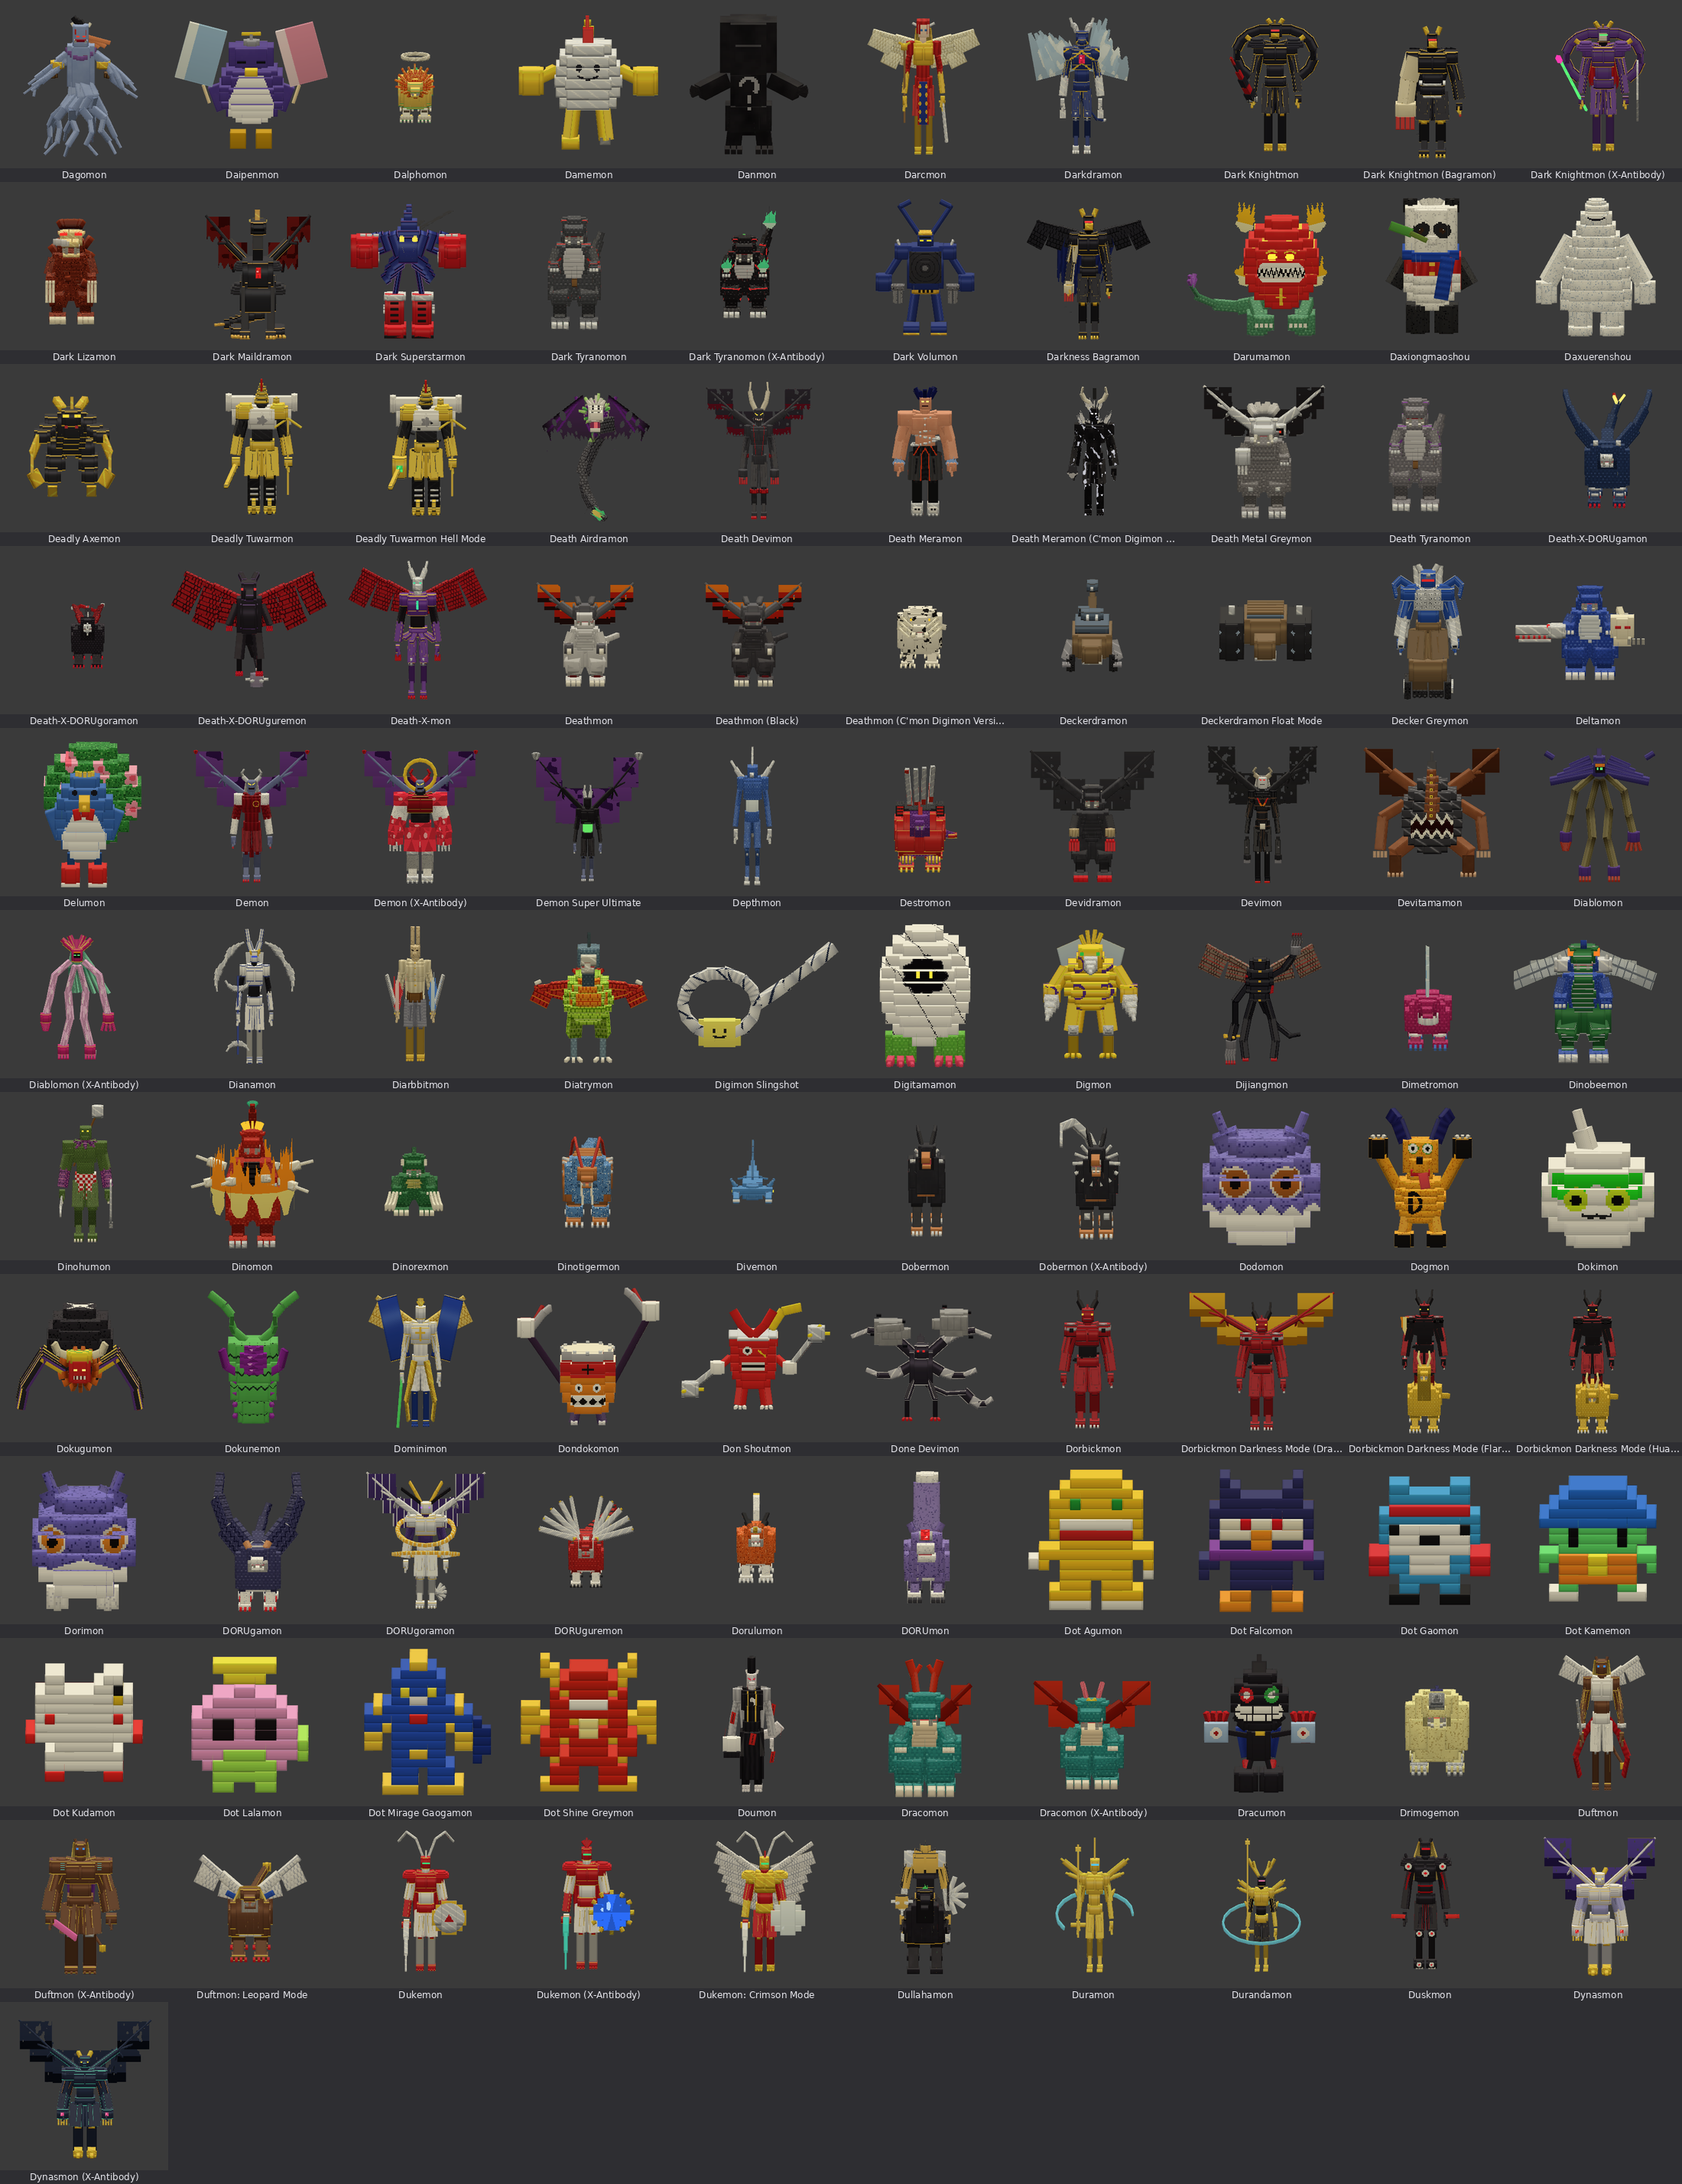 Dagomon
Daipenmon
Dalphomon
Damemon
Danmon
Darcmon
Darkdramon
Dark Knightmon
Dark Knightmon (Bagramon)
Dark Knightmon (X-Antibody)
Dark Lizamon
Dark Maildramon
Dark Superstarmon
Dark Tyranomon
Dark Tyranomon (X-Antibody)
Dark Volumon
Darkness Bagramon
Darumamon
Daxiongmaoshou
Daxuerenshou
Deadly Axemon
Deadly Tuwarmon
Deadly Tuwarmon Hell Mode
Death Airdramon
Death Devimon
Death Meramon
Death Meramon (C'mon Digimon ...
Death Metal Greymon
Death Tyranomon
Death-X-DORUgamon
Death-X-DORUgoramon
Death-X-DORUguremon
Death-X-mon
Deathmon
Deathmon (Black)
Deathmon (C'mon Digimon Versi...
Deckerdramon
Deckerdramon Float Mode
Decker Greymon
Deltamon
Delumon
Demon
Demon (X-Antibody)
Demon Super Ultimate
Depthmon
Destromon
Devidramon
Devimon
Devitamamon
Diablomon
Diablomon (X-Antibody)
Dianamon
Diarbbitmon
Diatrymon
Digimon Slingshot
Digitamamon
Digmon
Dijiangmon
Dimetromon
Dinobeemon
Dinohumon
Dinomon
Dinorexmon
Dinotigermon
Divemon
Dobermon
Dobermon (X-Antibody)
Dodomon
Dogmon
Dokimon
Dokugumon
Dokunemon
Dominimon
Dondokomon
Don Shoutmon
Done Devimon
Dorbickmon
Dorbickmon Darkness Mode (Dra...
Dorbickmon Darkness Mode (Flar...
Dorbickmon Darkness Mode (Hua...
Dorimon
DORUgamon
DORUgoramon
DORUguremon
Dorulumon
DORUmon
Dot Agumon
Dot Falcomon
Dot Gaomon
Dot Kamemon
Dot Kudamon
Dot Lalamon
Dot Mirage Gaogamon
Dot Shine Greymon
Doumon
Dracomon
Dracomon (X-Antibody)
Dracumon
Drimogemon
Duftmon
Duftmon (X-Antibody)
Duftmon: Leopard Mode
Dukemon
Dukemon (X-Antibody)
Dukemon: Crimson Mode
Dullahamon
Duramon
Durandamon
Duskmon
Dynasmon
Dynasmon (X-Antibody)